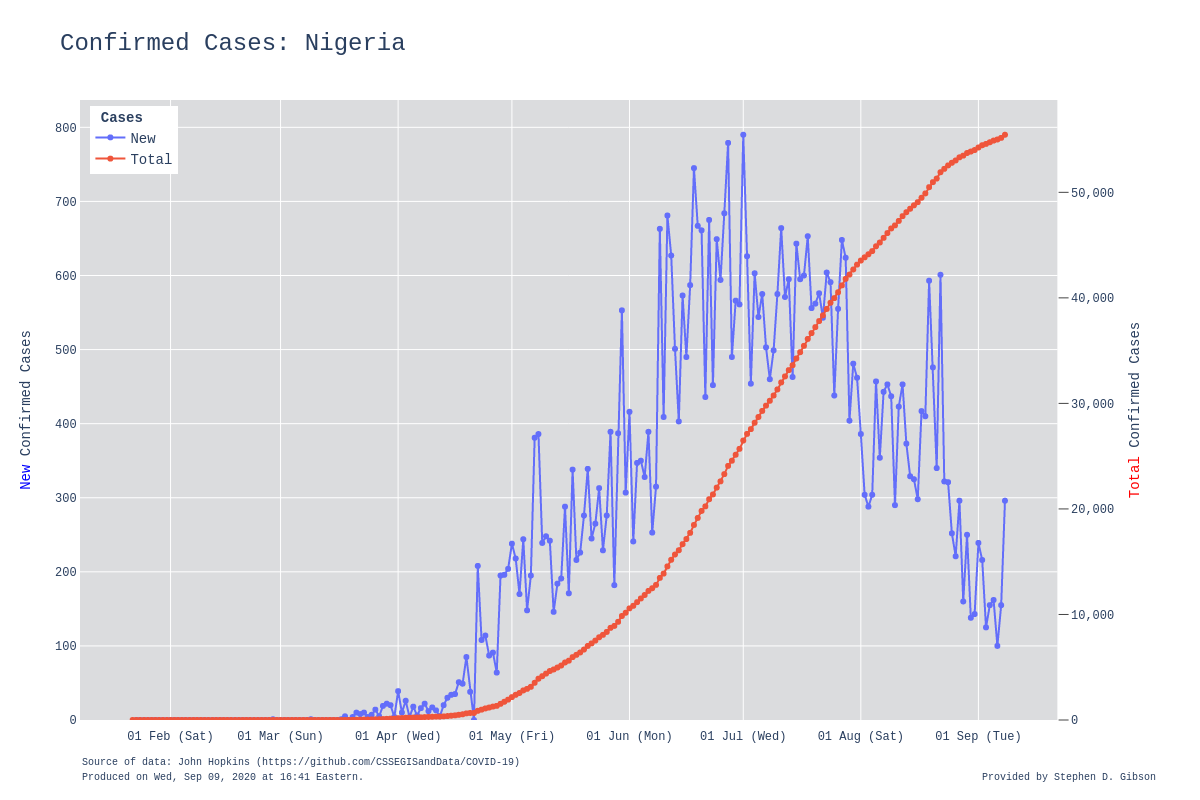 Confirmed Cases: Nigeria
Cases
New
Total
800
700
600
500
400
300
200
100
0
New Confirmed Cases
50,000
40,000
30,000
20,000
10,000
0
Total Confirmed Cases
01 Feb (Sat) 01 Mar (Sun) 01 Apr (Wed) 01 May (Fri) 01 Jun (Mon) 01 Jul (Wed) 01 Aug (Sat) 01 Sep (Tue)
Source of data: John Hopkins (https://github.com/CSSEGISandData/COVID-19)
Produced on Wed, Sep 09, 2020 at 16:41 Eastern.
Provided by Stephen D. Gibson